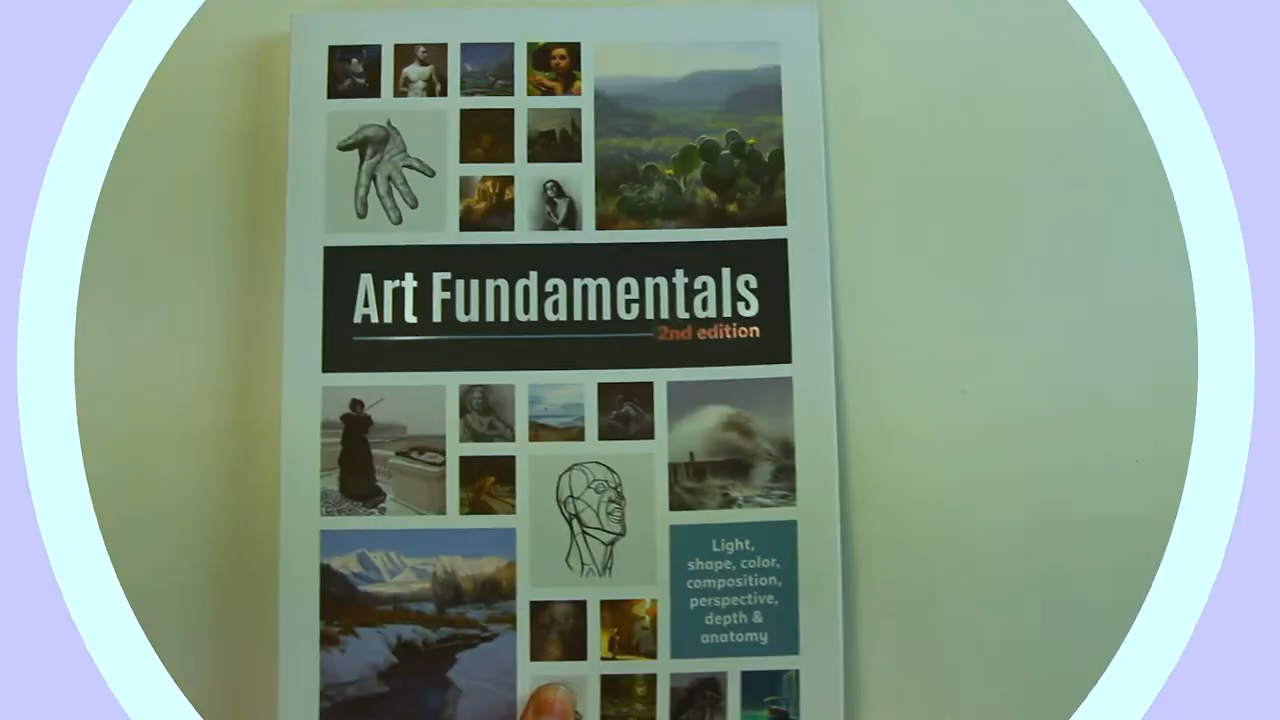 Art Fundamentals
2nd edition
Light,
shape, color,
composition,
perspective,
depth &
anatomy